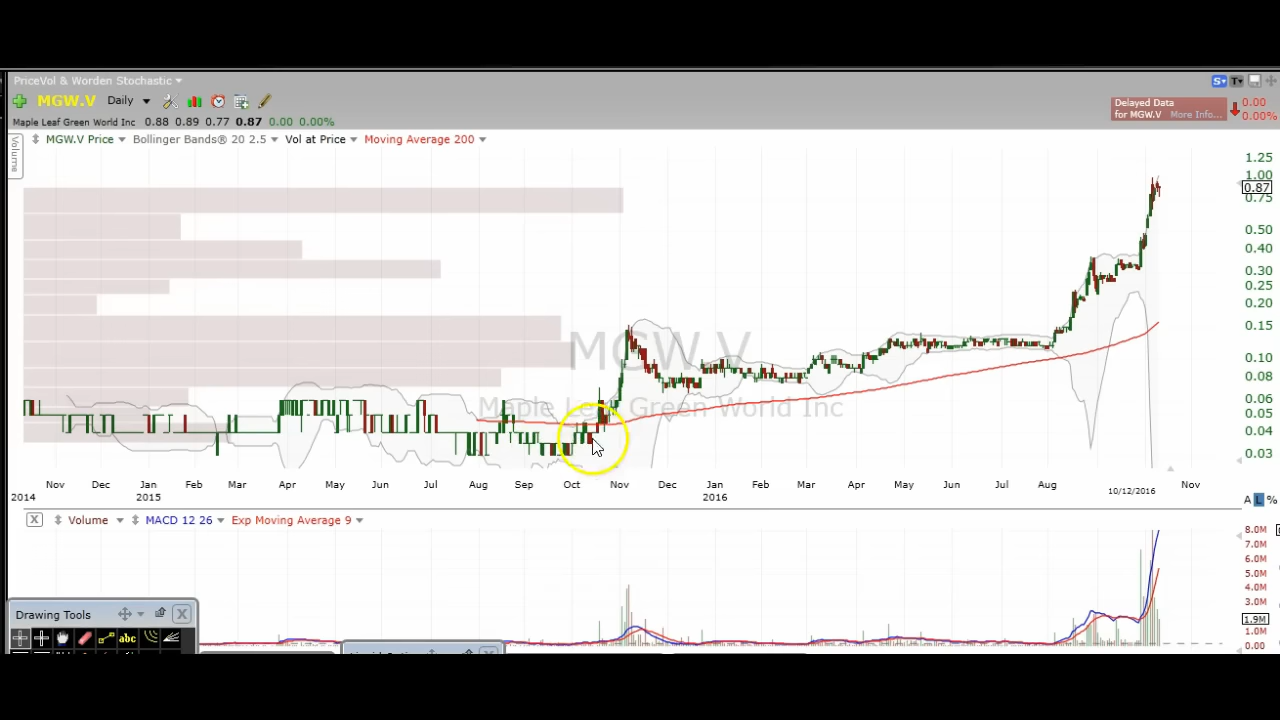 PriceVol & Worden Stochastic
S T
MGW.V Daily
Delayed Data 0.00
for MGW.V More Info... 0.00%
Maple Leaf Green World Inc 0.88 0.89 0.77 0.87 0.00 0.00%
MGW.V Price Bollinger Bands® 20 2.5 Vol at Price Moving Average 200
Volume
1.25
1.00
0.87
0.75
0.50
0.40
0.30
0.25
0.20
0.15
0.10
0.08
0.06
0.05
0.04
0.03
MGW.V
Maple Leaf Green World Inc
Nov Dec Jan Feb Mar Apr May Jun Jul Aug Sep Oct Nov Dec Jan Feb Mar Apr May Jun Jul Aug 10/12/2016 Nov
2014 2015 2016
A L %
X Volume MACD 12 26 Exp Moving Average 9
8.0M
7.0M
6.0M
5.0M
4.0M
3.0M
1.9M
1.0M
0.00
Drawing Tools X
abc